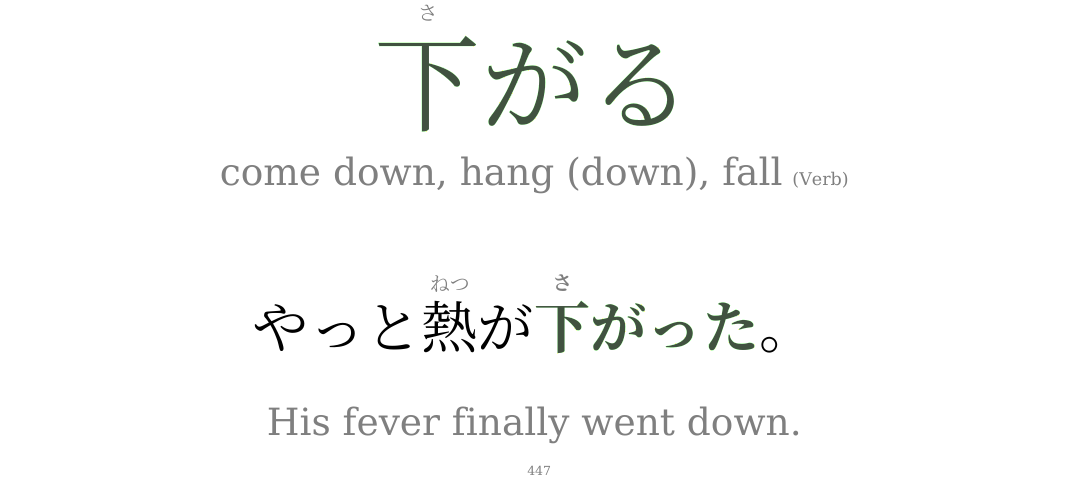 さ
下がる
come down, hang (down), fall (Verb)
ねつ さ
やっと熱が下がった。
His fever finally went down.
447